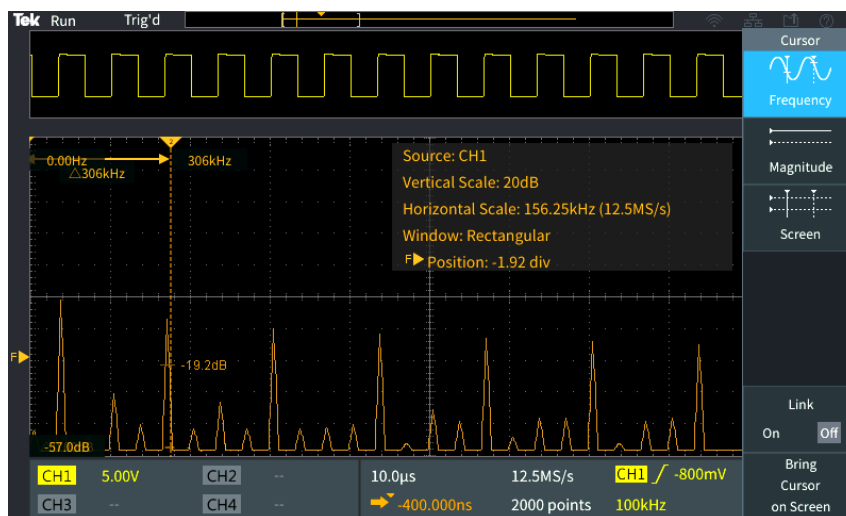 Tek Run Trig'd
Cursor
Frequency
2
0.00Hz 306kHz
△306kHz
Source: CH1
Vertical Scale: 20dB
Horizontal Scale: 156.25kHz (12.5MS/s)
Window: Rectangular
F Position: -1.92 div
Magnitude
Screen
F
-19.2dB
-57.0dB
Link
On Off
CH1 5.00V CH2 -- 10.0µs 12.5MS/s CH1 -800mV
CH3 -- CH4 -- -400.000ns 2000 points 100kHz
Bring
Cursor
on Screen